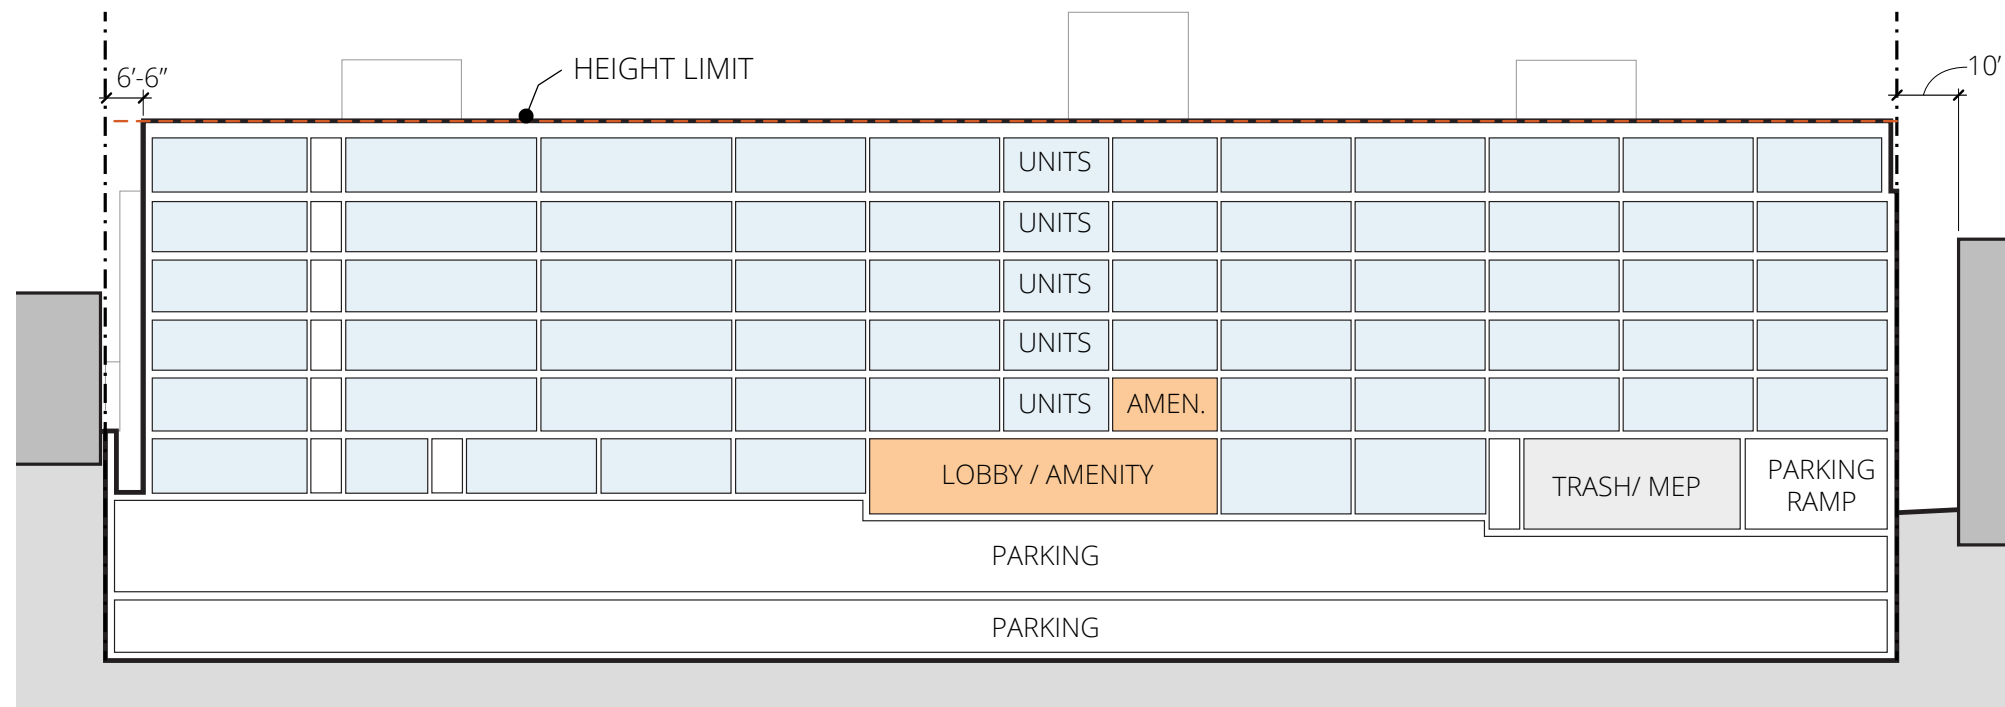 6’-6”
HEIGHT LIMIT
10’
UNITS
UNITS
UNITS
UNITS
UNITS
AMEN.
LOBBY / AMENITY
TRASH/ MEP
PARKING
RAMP
PARKING
PARKING